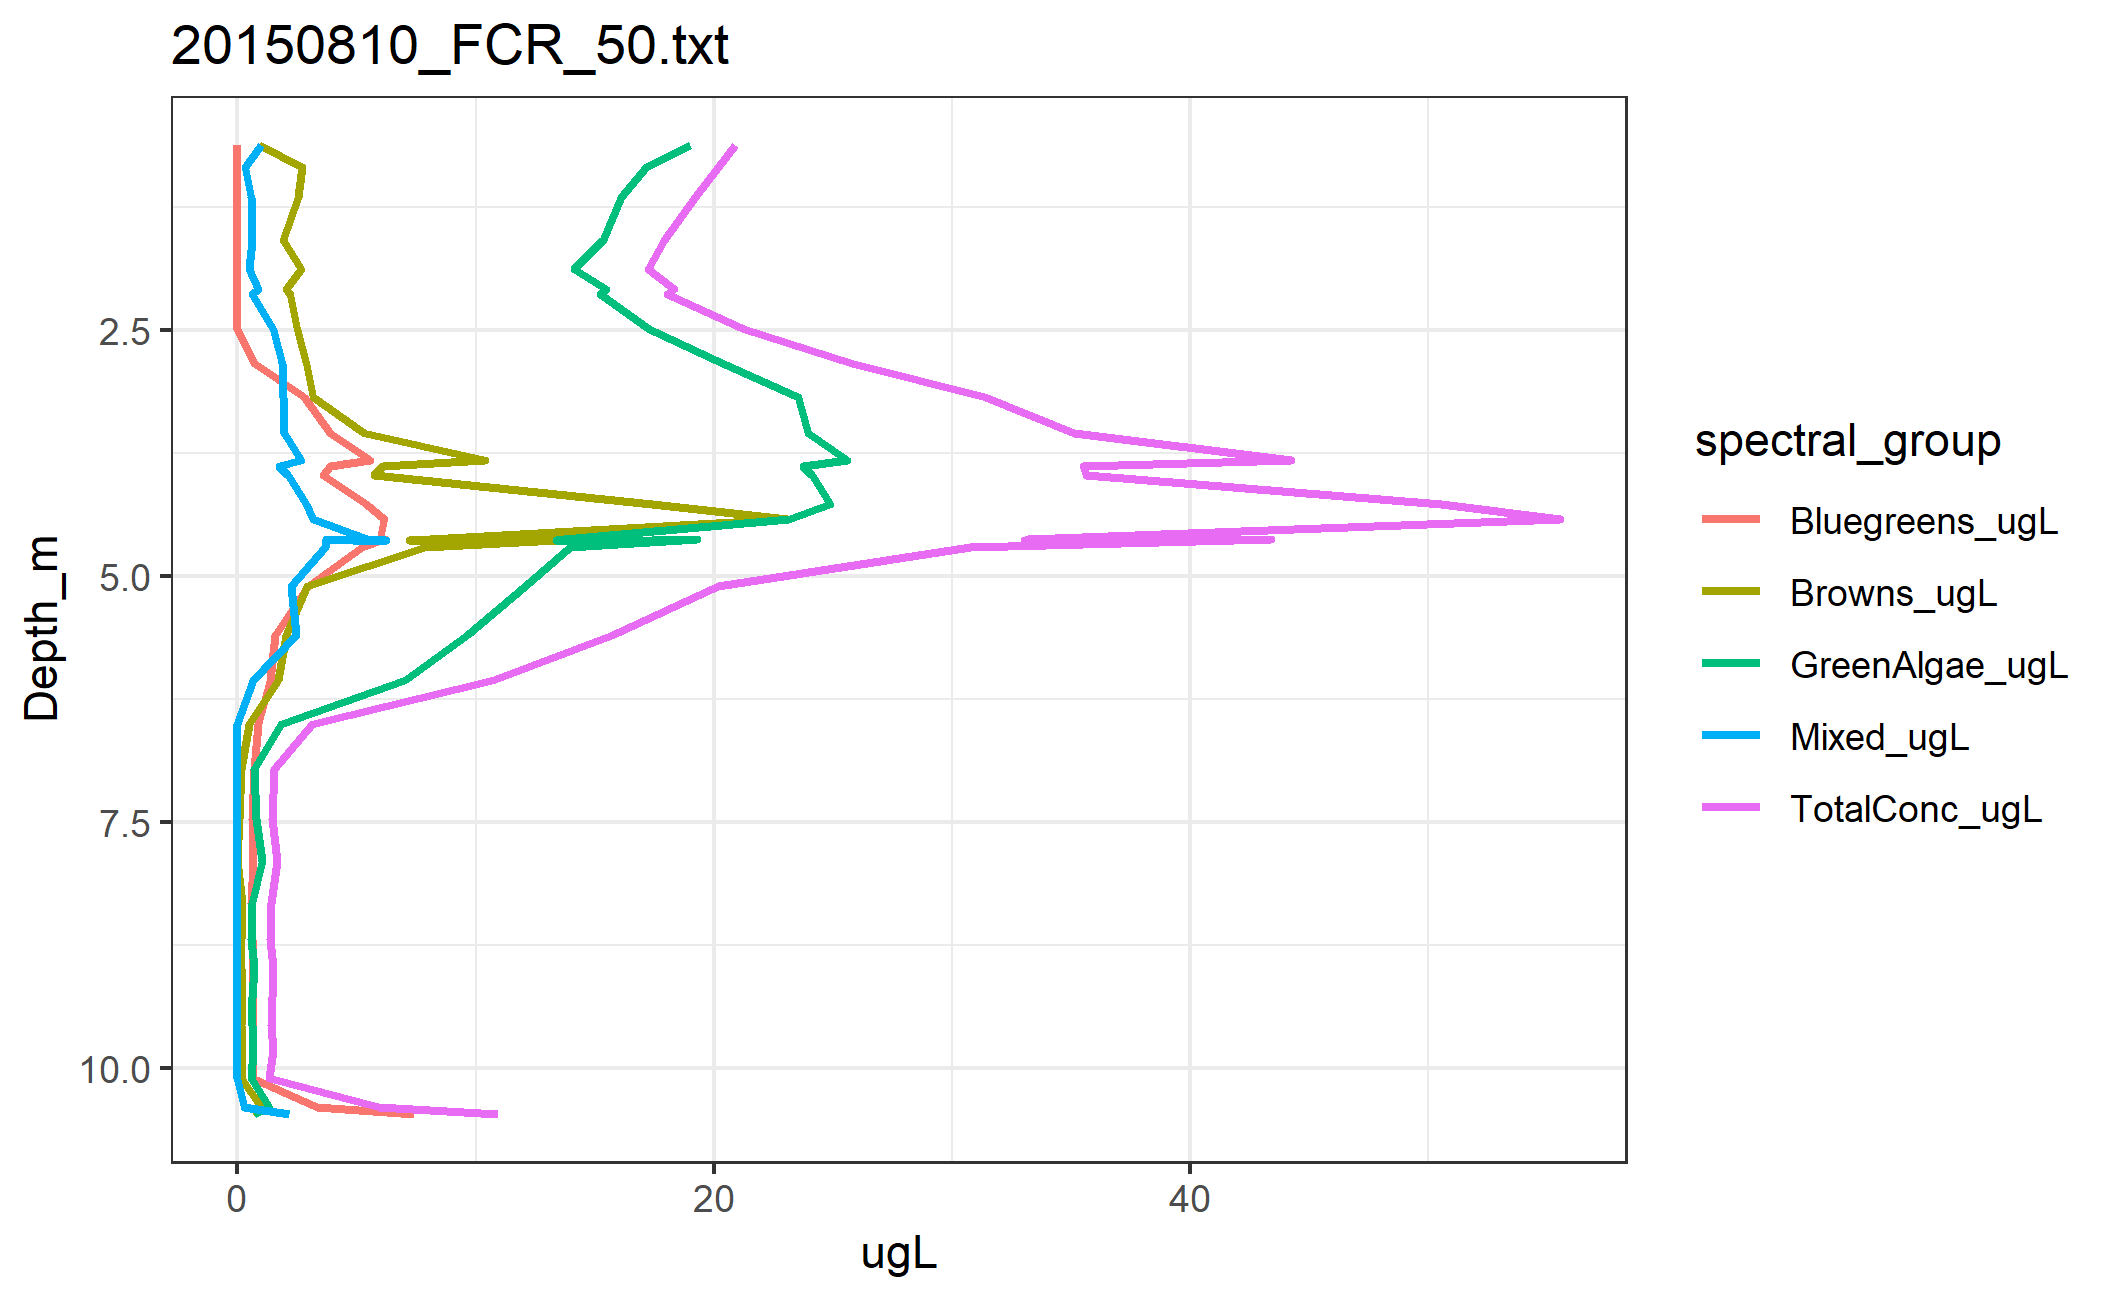 20150810_FCR_50.txt
Depth_m
2.5
5.0
7.5
10.0
0 20 40
ugL
spectral_group
Bluegreens_ugL
Browns_ugL
GreenAlgae_ugL
Mixed_ugL
TotalConc_ugL